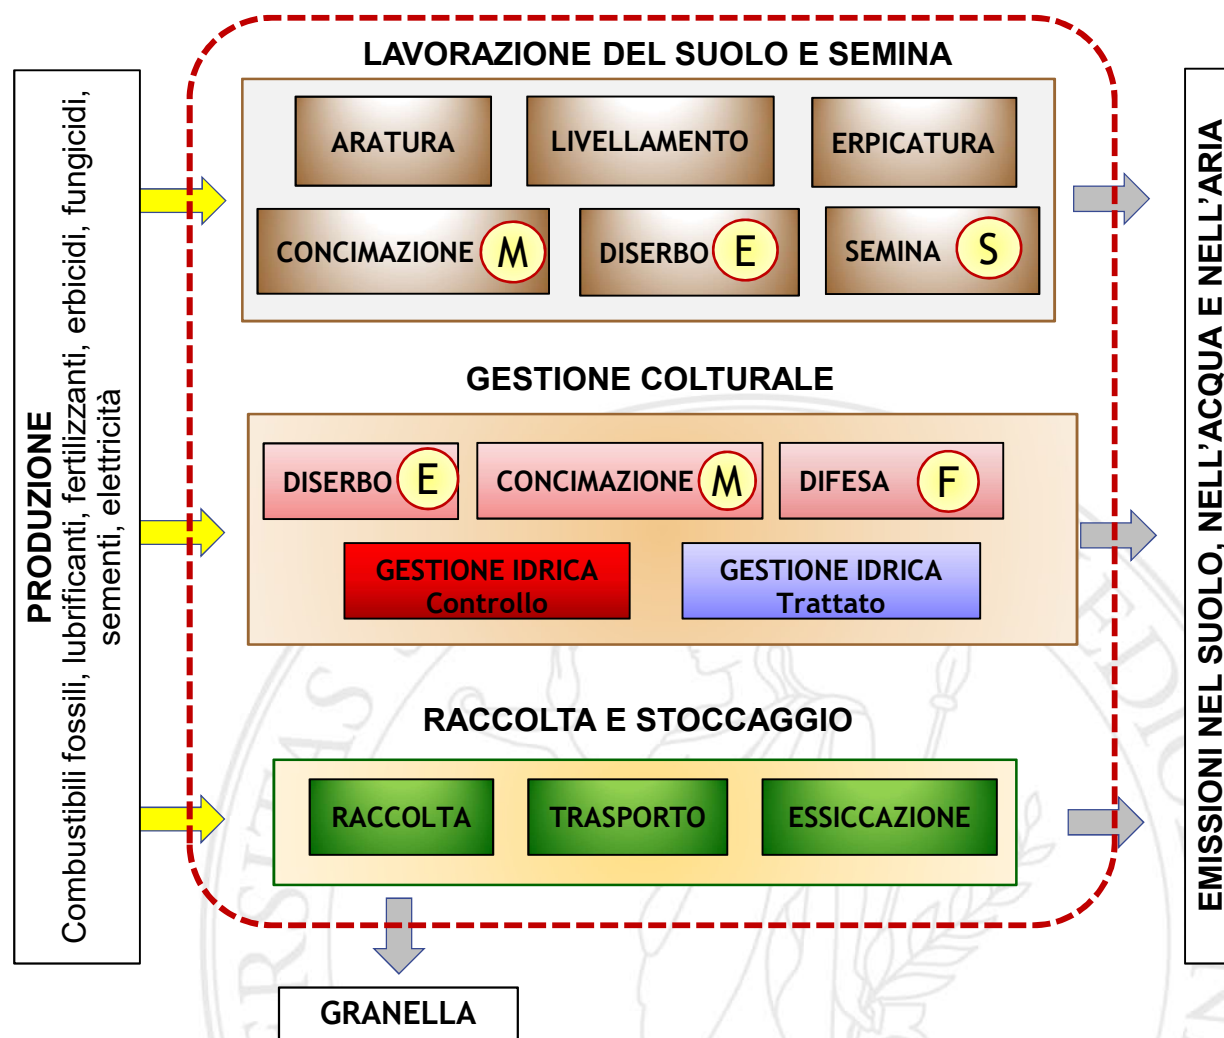 PRODUZIONE
Combustibili fossili, lubrificanti, fertilizzanti, erbicidi, fungicidi,
sementi, elettricità
LAVORAZIONE DEL SUOLO E SEMINA
ARATURA
LIVELLAMENTO
ERPICATURA
CONCIMAZIONE M
DISERBO E
SEMINA S
GESTIONE COLTURALE
DISERBO E
CONCIMAZIONE M
DIFESA F
GESTIONE IDRICA
Controllo
GESTIONE IDRICA
Trattato
RACCOLTA E STOCCAGGIO
RACCOLTA
TRASPORTO
ESSICCAZIONE
GRANELLA
EMISSIONI NEL SUOLO, NELL'ACQUA E NELL'ARIA